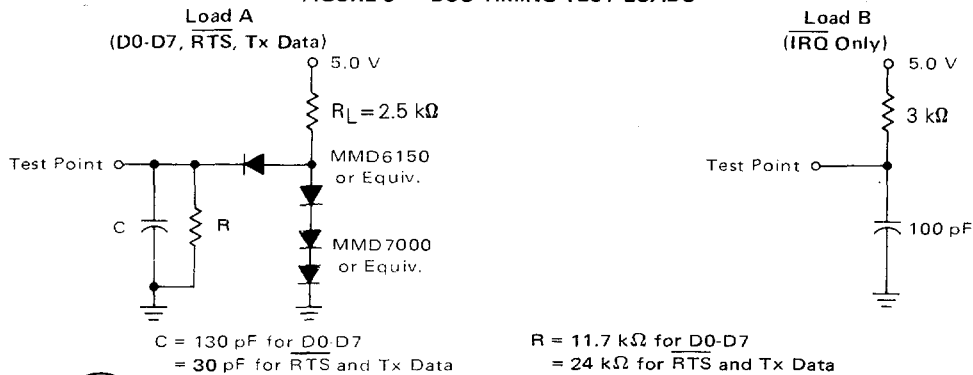 Load A
(D0-D7, RTS, Tx Data)
5.0 V
RL = 2.5 kΩ
Test Point
MMD6150
or Equiv.
C
R
MMD7000
or Equiv.
C = 130 pF for D0-D7
= 30 pF for RTS and Tx Data
Load B
(IRQ Only)
5.0 V
3 kΩ
Test Point
100 pF
R = 11.7 kΩ for D0-D7
= 24 kΩ for RTS and Tx Data